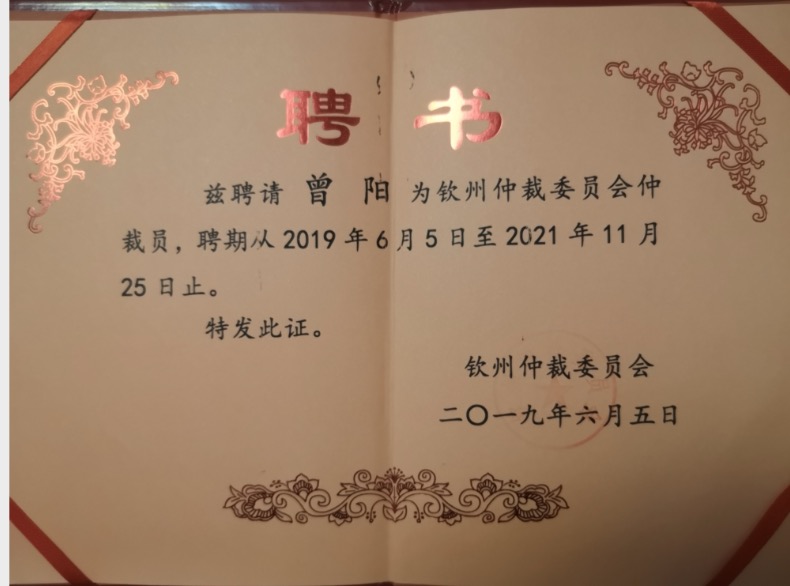 聘书
兹聘请 曾 阳 为钦州仲裁委员会仲
裁员，聘期从2019年6月5日至2021年11月
25日止。
特发此证。
钦州仲裁委员会
二〇一九年六月五日